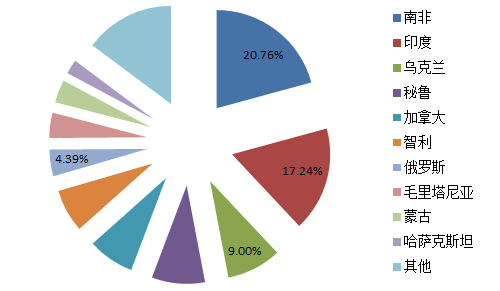 20.76%
17.24%
9.00%
4.39%
南非
印度
乌克兰
秘鲁
加拿大
智利
俄罗斯
毛里塔尼亚
蒙古
哈萨克斯坦
其他